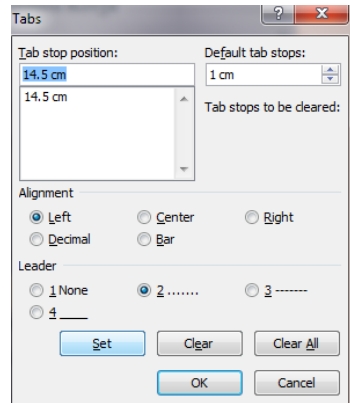 Tabs
Tab stop position: Default tab stops:
14.5 cm 1 cm
14.5 cm
Tab stops to be cleared:
Alignment
Left Center Right
Decimal Bar
Leader
1 None 2 ....... 3 -------
4 ____
Set Clear Clear All
OK Cancel